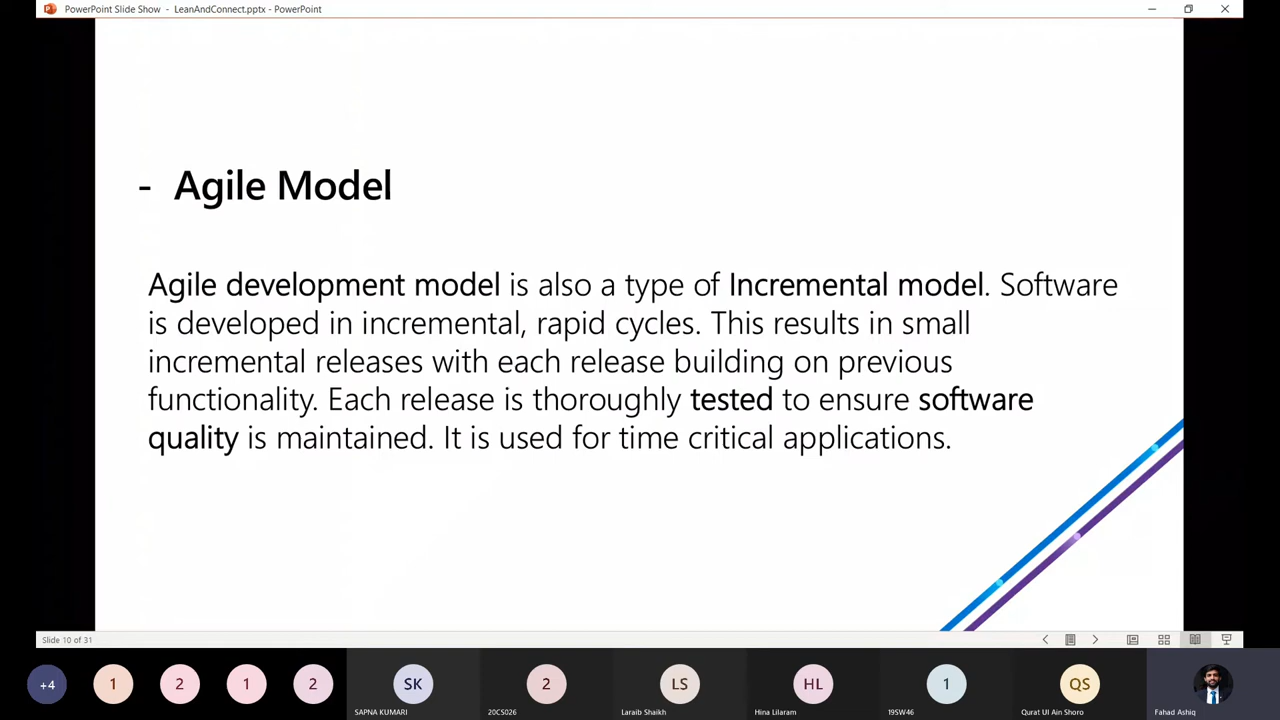 PowerPoint Slide Show - LeanAndConnect.pptx - PowerPoint
- Agile Model
Agile development model is also a type of Incremental model. Software
is developed in incremental, rapid cycles. This results in small
incremental releases with each release building on previous
functionality. Each release is thoroughly tested to ensure software
quality is maintained. It is used for time critical applications.
Slide 10 of 31
+4 1 2 1 2 SK 2 LS HL 1 QS
SAPNA KUMARI 20CS026 Laraib Shaikh Hina Lilaram 19SW46 Qurat Ul Ain Shoro Fahad Ashiq